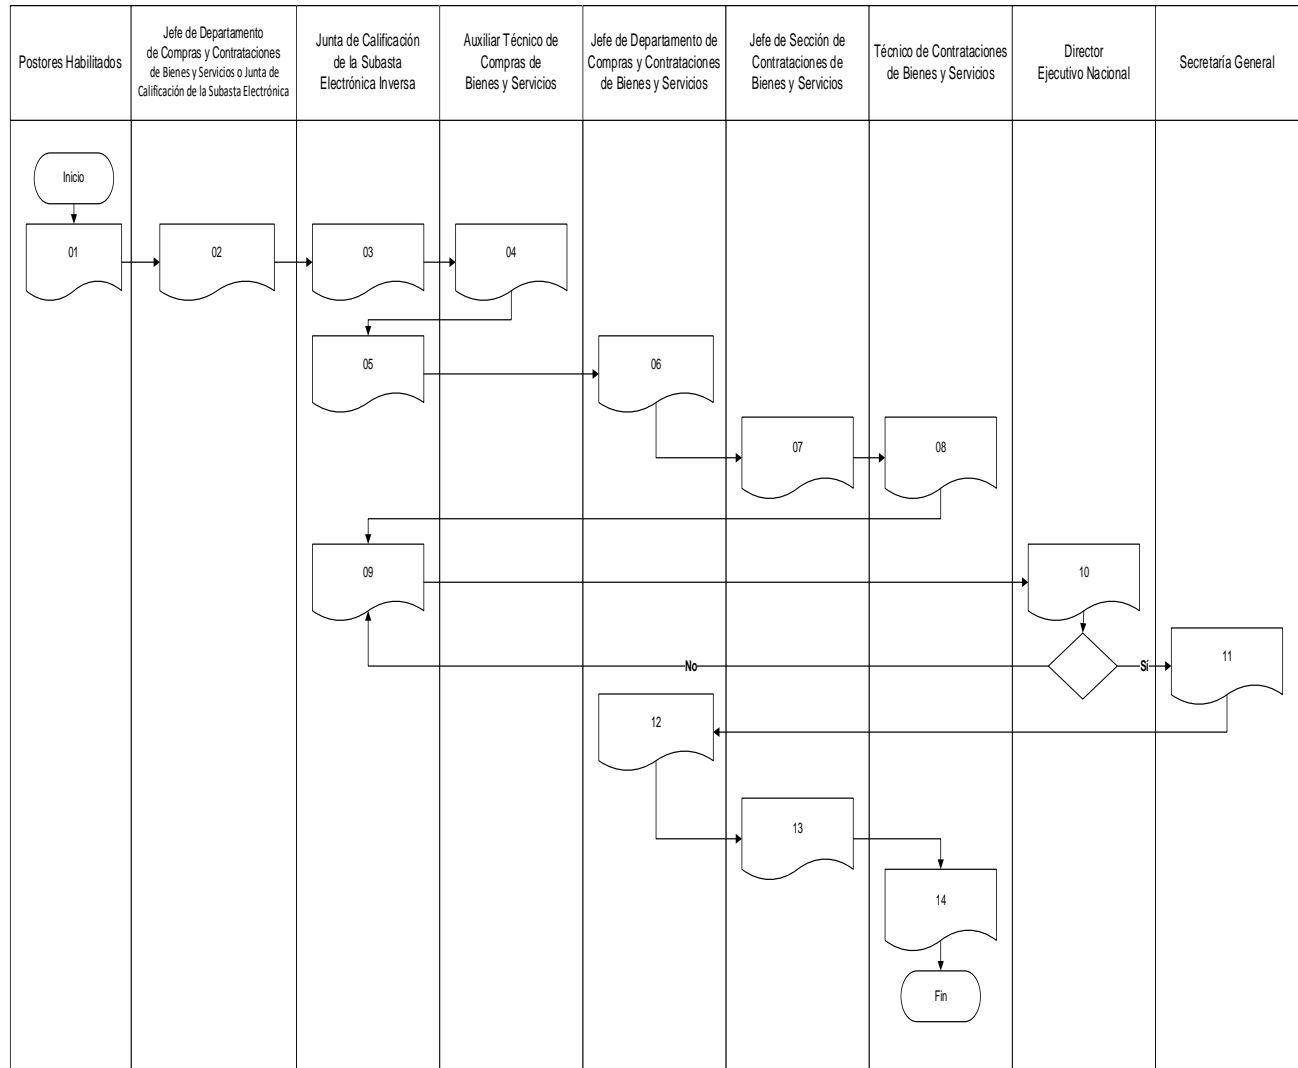 Postores Habilitados
Jefe de Departamento
de Compras y Contrataciones
de Bienes y Servicios o Junta de
Calificación de la Subasta Electrónica
Junta de Calificación
de la Subasta
Electrónica Inversa
Auxiliar Técnico de
Compras de
Bienes y Servicios
Jefe de Departamento de
Compras y Contrataciones
de Bienes y Servicios
Jefe de Sección de
Contrataciones de
Bienes y Servicios
Técnico de Contrataciones
de Bienes y Servicios
Director
Ejecutivo Nacional
Secretaría General
Inicio
01
02
03
04
05
06
07
08
09
10
No
Sí
11
12
13
14
Fin